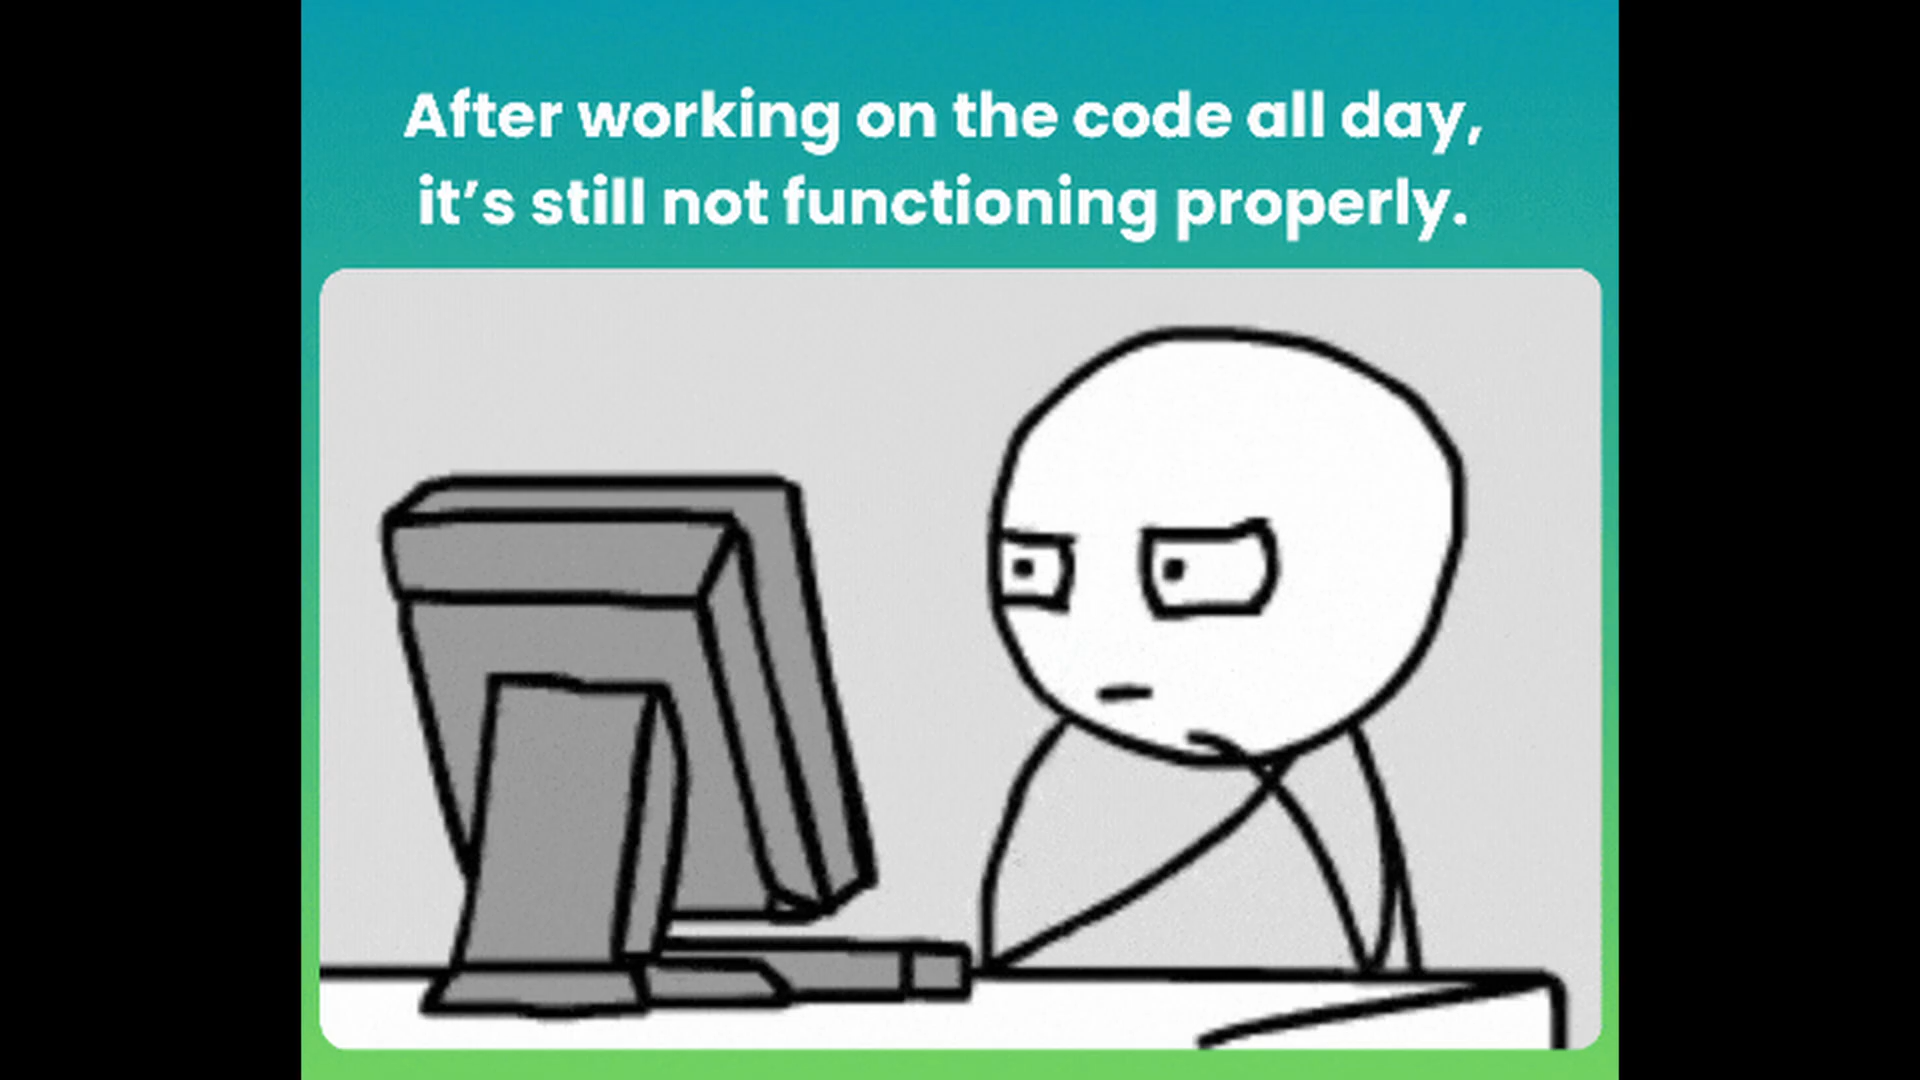 After working on the code all day,
it’s still not functioning properly.